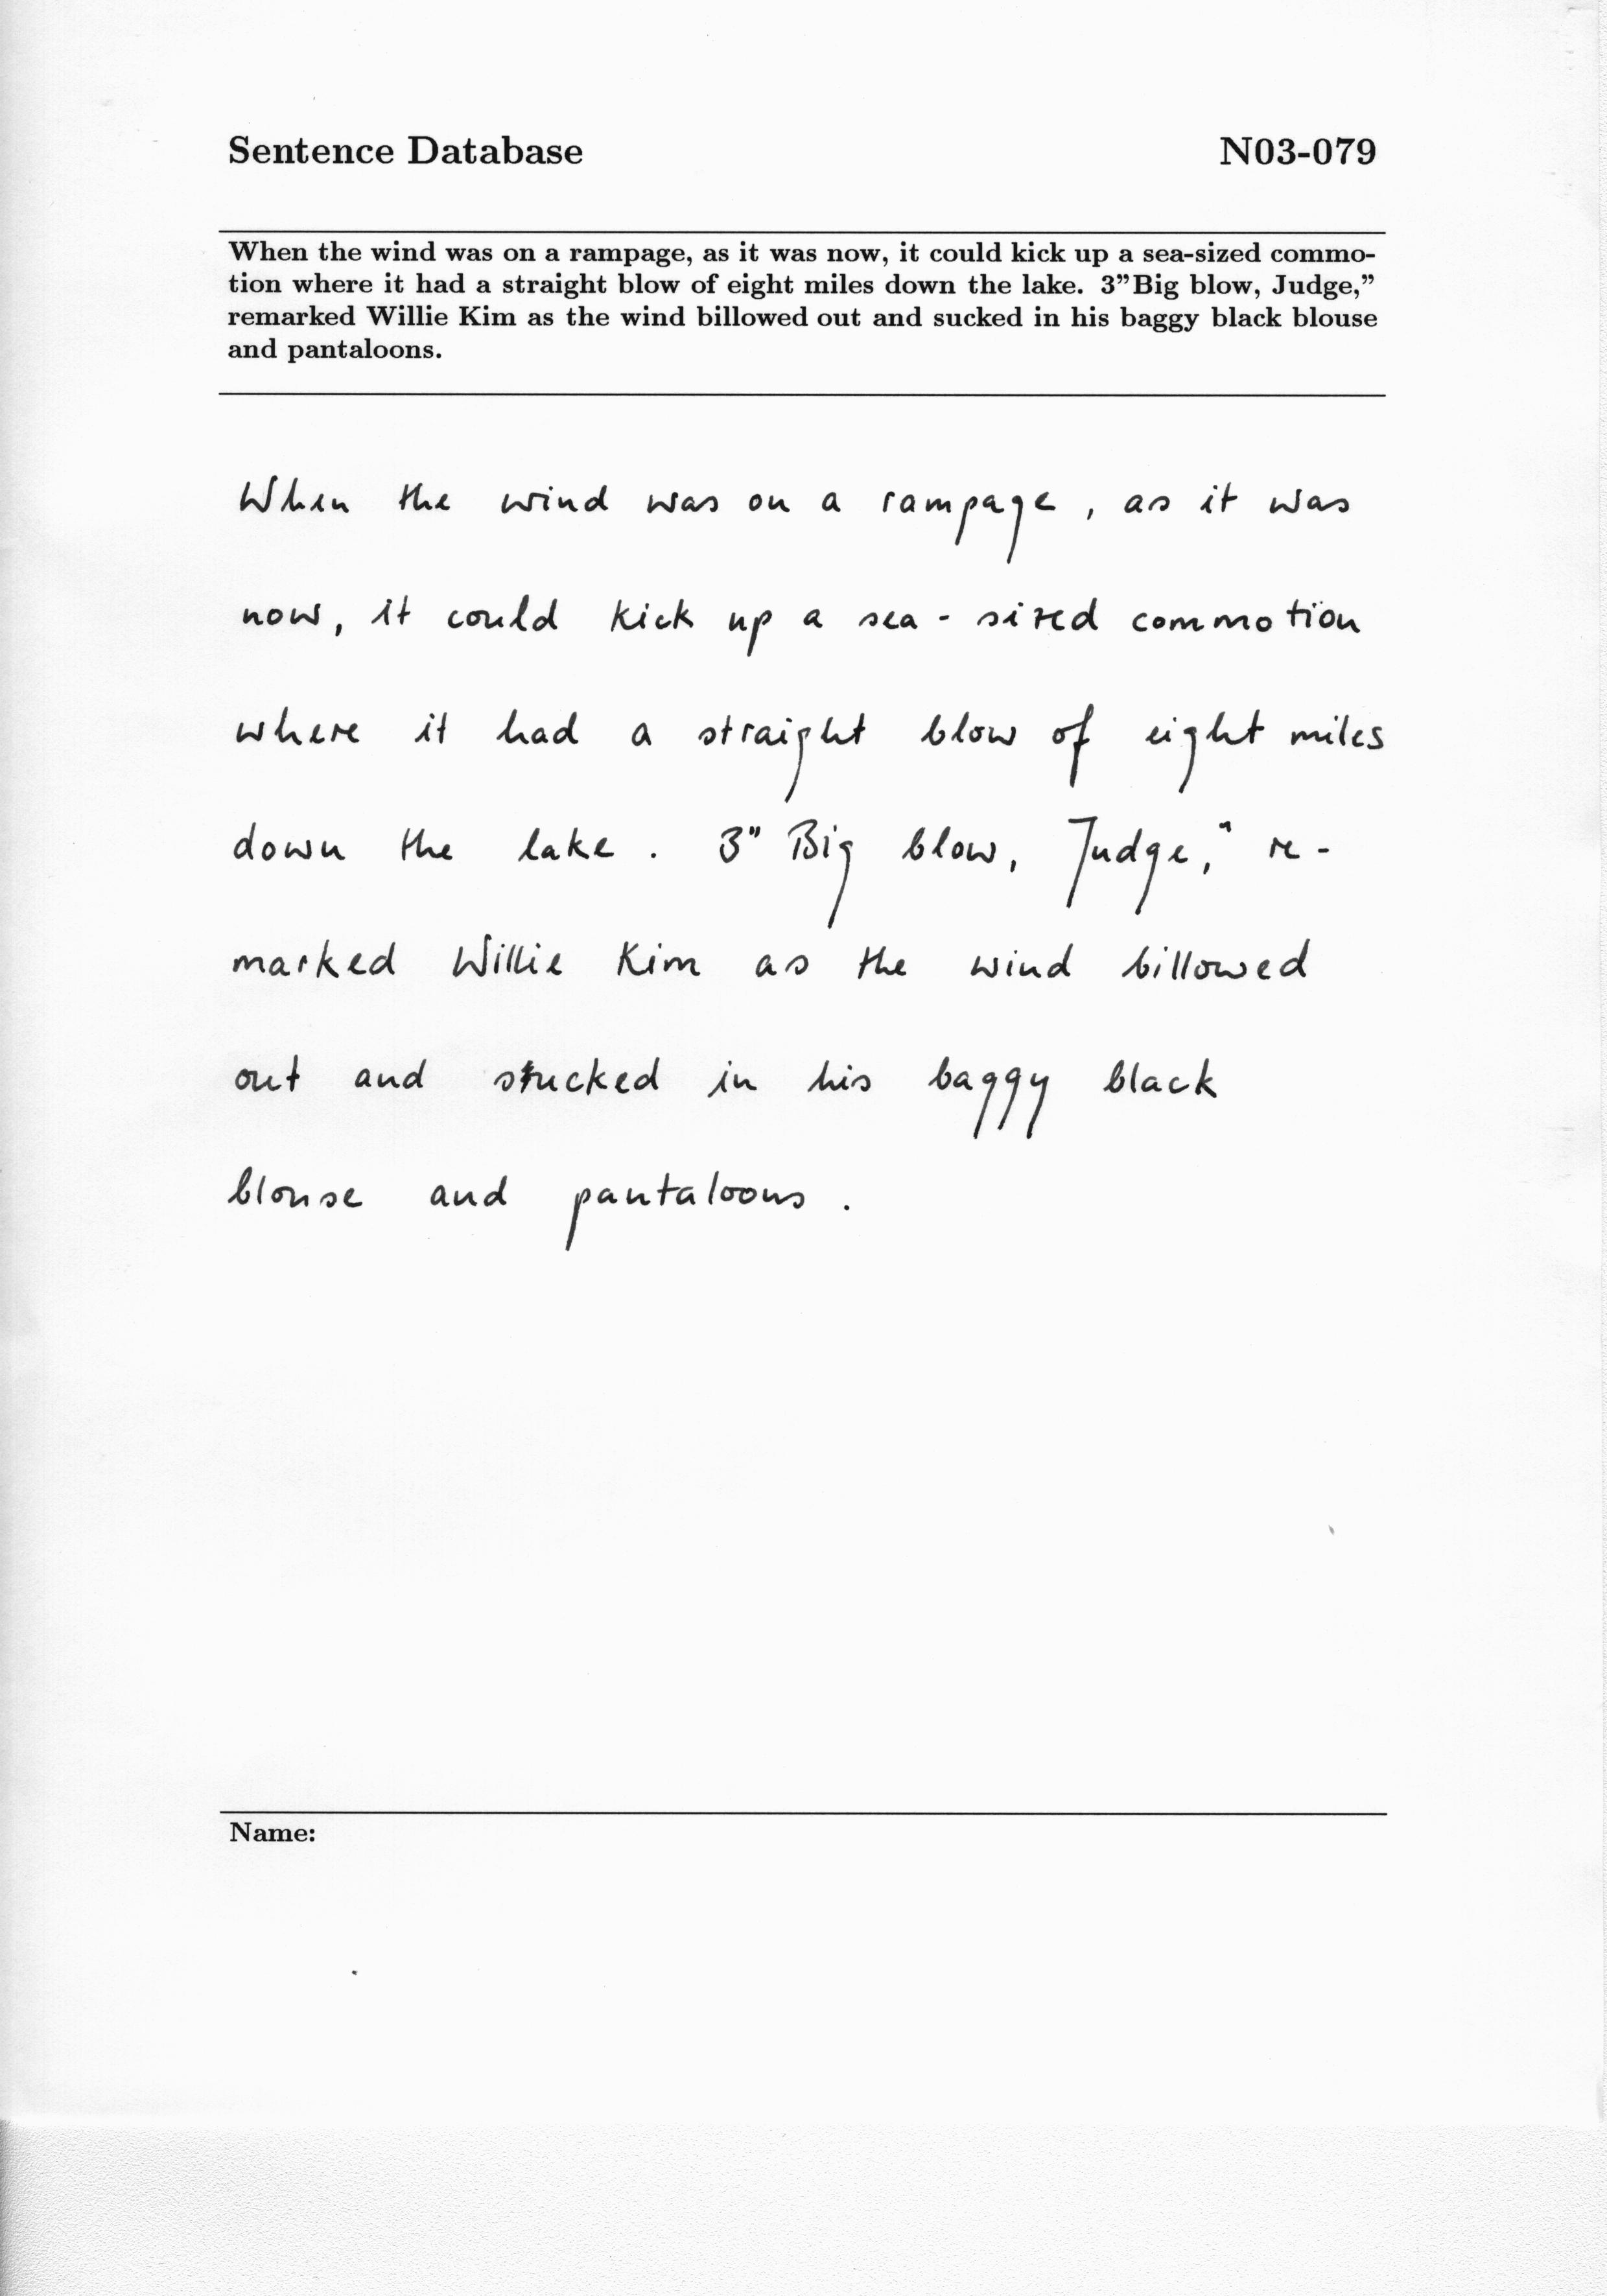 Sentence Database N03-079
When the wind was on a rampage, as it was now, it could kick up a sea-sized commo-
tion where it had a straight blow of eight miles down the lake. 3”Big blow, Judge,”
remarked Willie Kim as the wind billowed out and sucked in his baggy black blouse
and pantaloons.
When the wind was on a rampage, as it was
now, it could kick up a sea-sized commotion
where it had a straight blow of eight miles
down the lake. 3" Big blow, Judge," re-
marked Willie Kim as the wind billowed
out and stucked in his baggy black
blouse and pantaloons.
Name: